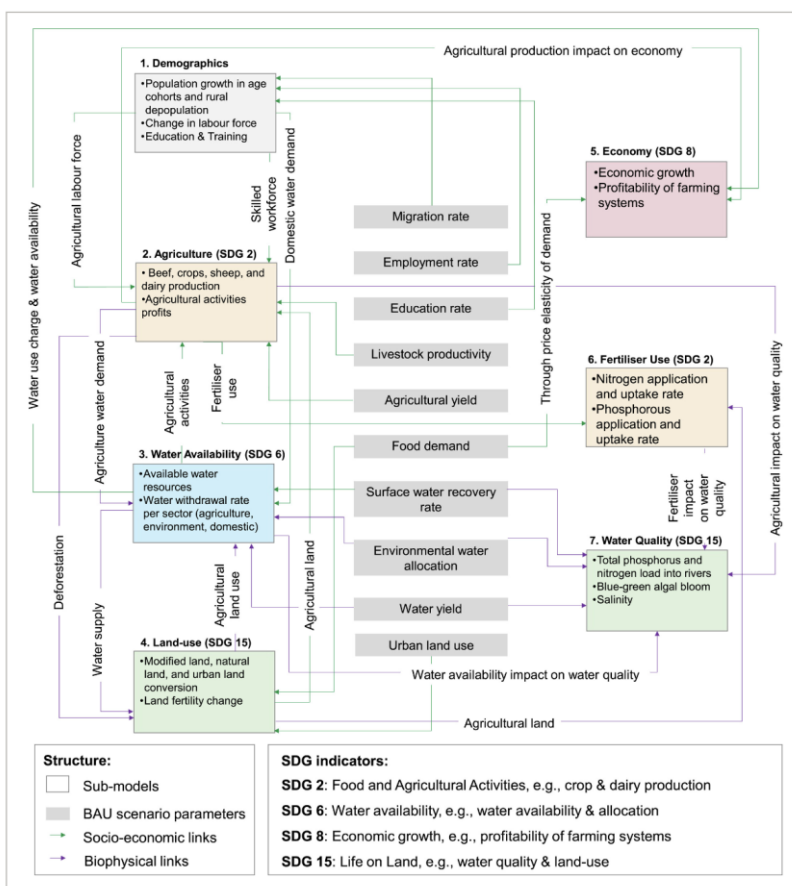 Agricultural production impact on economy
1. Demographics
•Population growth in age
cohorts and rural
depopulation
•Change in labour force
•Education & Training
5. Economy (SDG 8)
•Economic growth
•Profitability of farming
systems
Agricultural labour force
Skilled
workforce
Domestic water demand
Water use charge & water availability
Migration rate
Employment rate
Education rate
Livestock productivity
Agricultural yield
Food demand
Surface water recovery
rate
Environmental water
allocation
Water yield
Urban land use
Through price elasticity of demand
2. Agriculture (SDG 2)
• Beef, crops, sheep, and
dairy production
•Agricultural activities
profits
6. Fertiliser Use (SDG 2)
•Nitrogen application
and uptake rate
•Phosphorous
application and
uptake rate
Agriculture water demand
Agricultural
activities
Fertiliser
use
Agricultural impact on water quality
Fertiliser
impact
on water
quality
3. Water Availability (SDG 6)
•Available water
resources
•Water withdrawal rate
per sector (agriculture,
environment, domestic)
7. Water Quality (SDG 15)
•Total phosphorus and
nitrogen load into rivers
•Blue-green algal bloom
•Salinity
Deforestation
Water supply
Agricultural
land use
Agricultural land
4. Land-use (SDG 15)
•Modified land, natural
land, and urban land
conversion
•Land fertility change
Water availability impact on water quality
Agricultural land
Structure:
Sub-models
BAU scenario parameters
Socio-economic links
Biophysical links
SDG indicators:
SDG 2: Food and Agricultural Activities, e.g., crop & dairy production
SDG 6: Water availability, e.g., water availability & allocation
SDG 8: Economic growth, e.g., profitability of farming systems
SDG 15: Life on Land, e.g., water quality & land-use